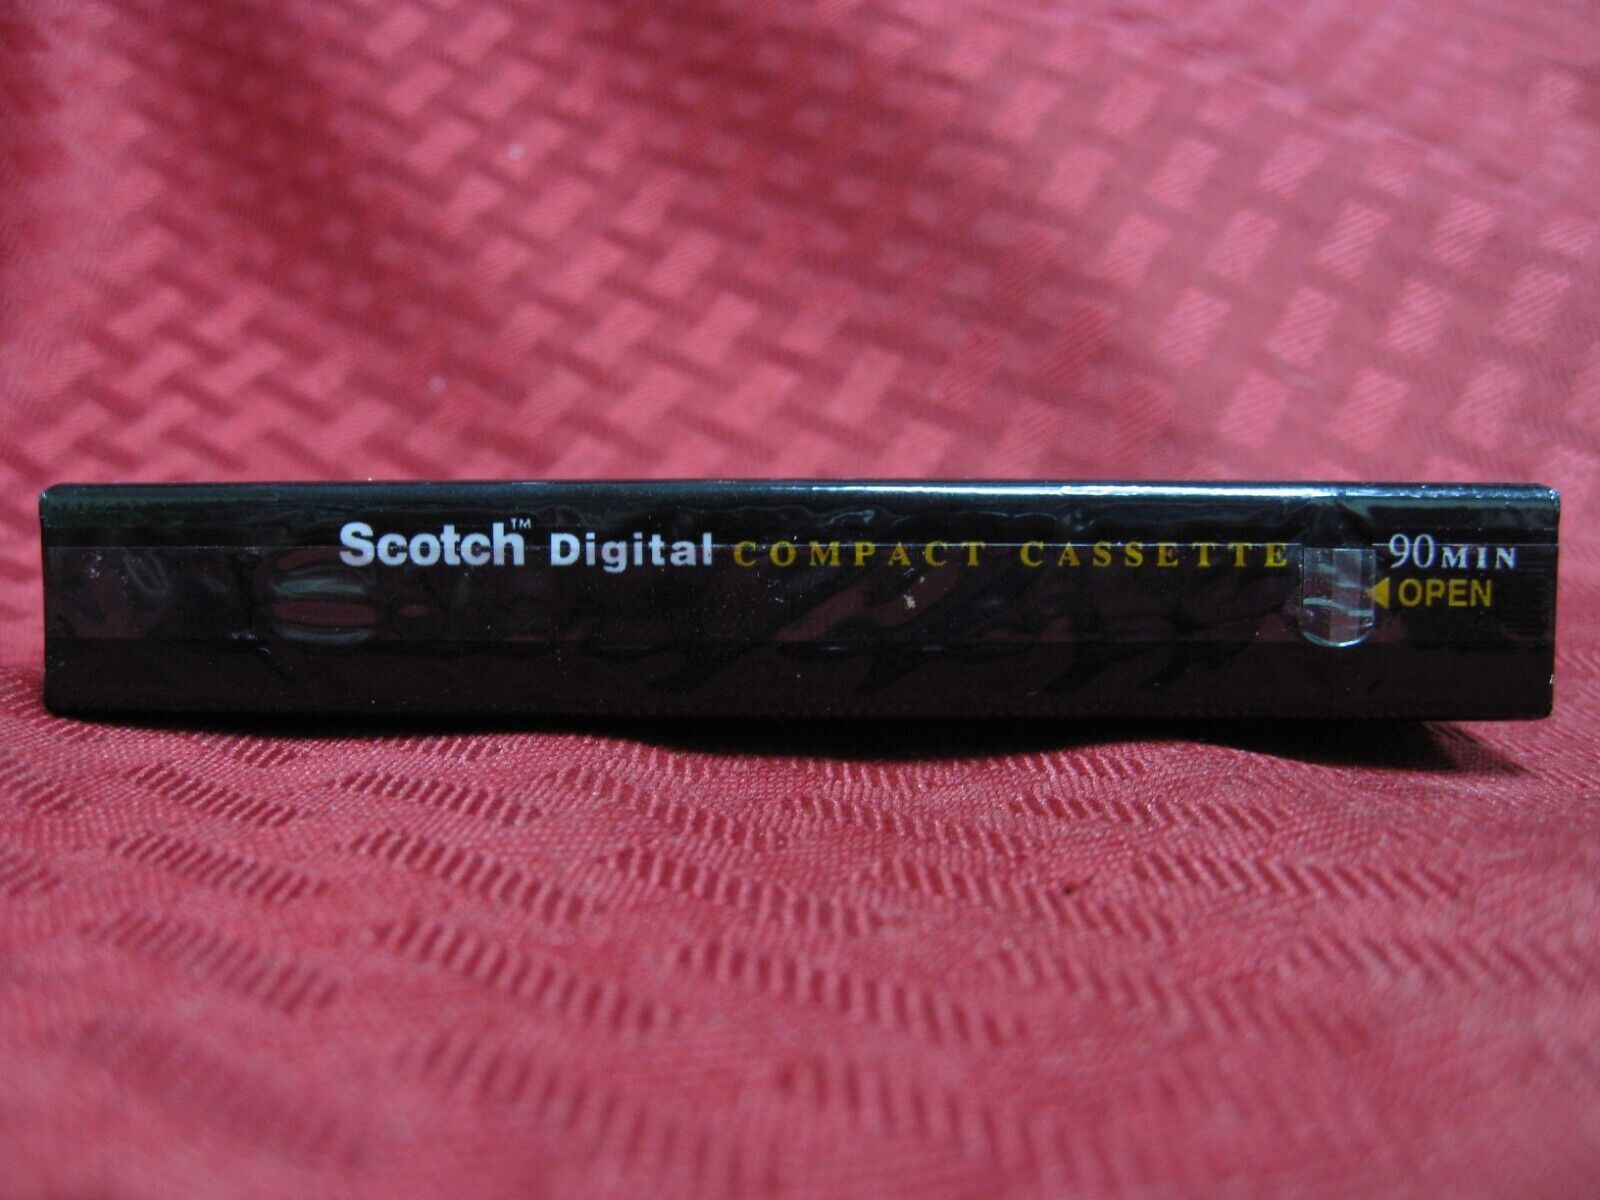 Scotch™ Digital COMPACT CASSETTE 90MIN
◀OPEN